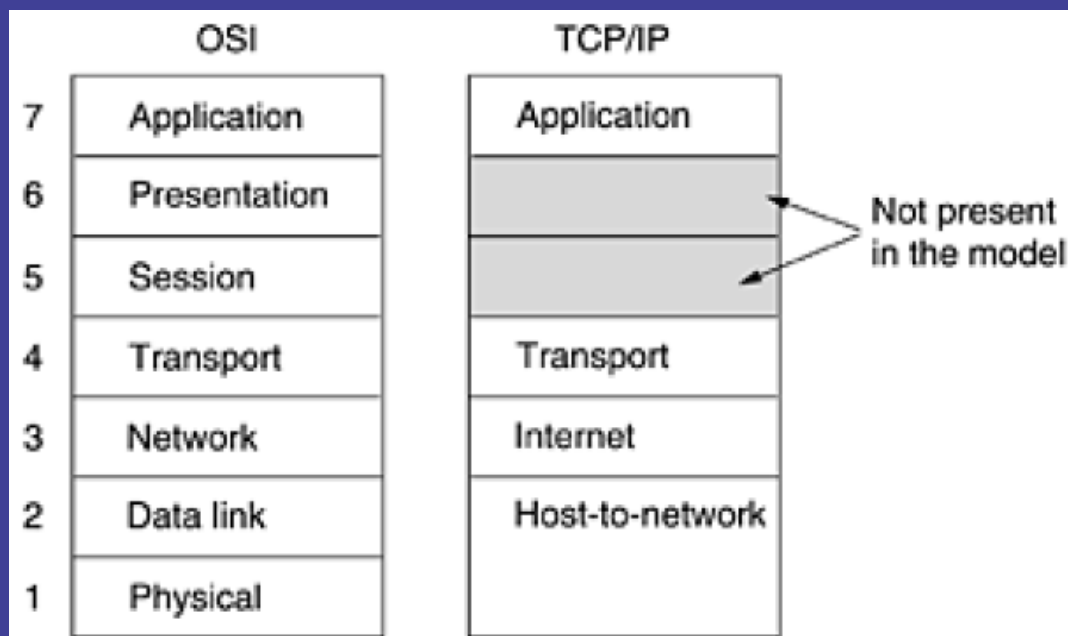 OSI TCP/IP
7 Application Application
6 Presentation
Not present
in the model
5 Session
4 Transport Transport
3 Network Internet
2 Data link Host-to-network
1 Physical